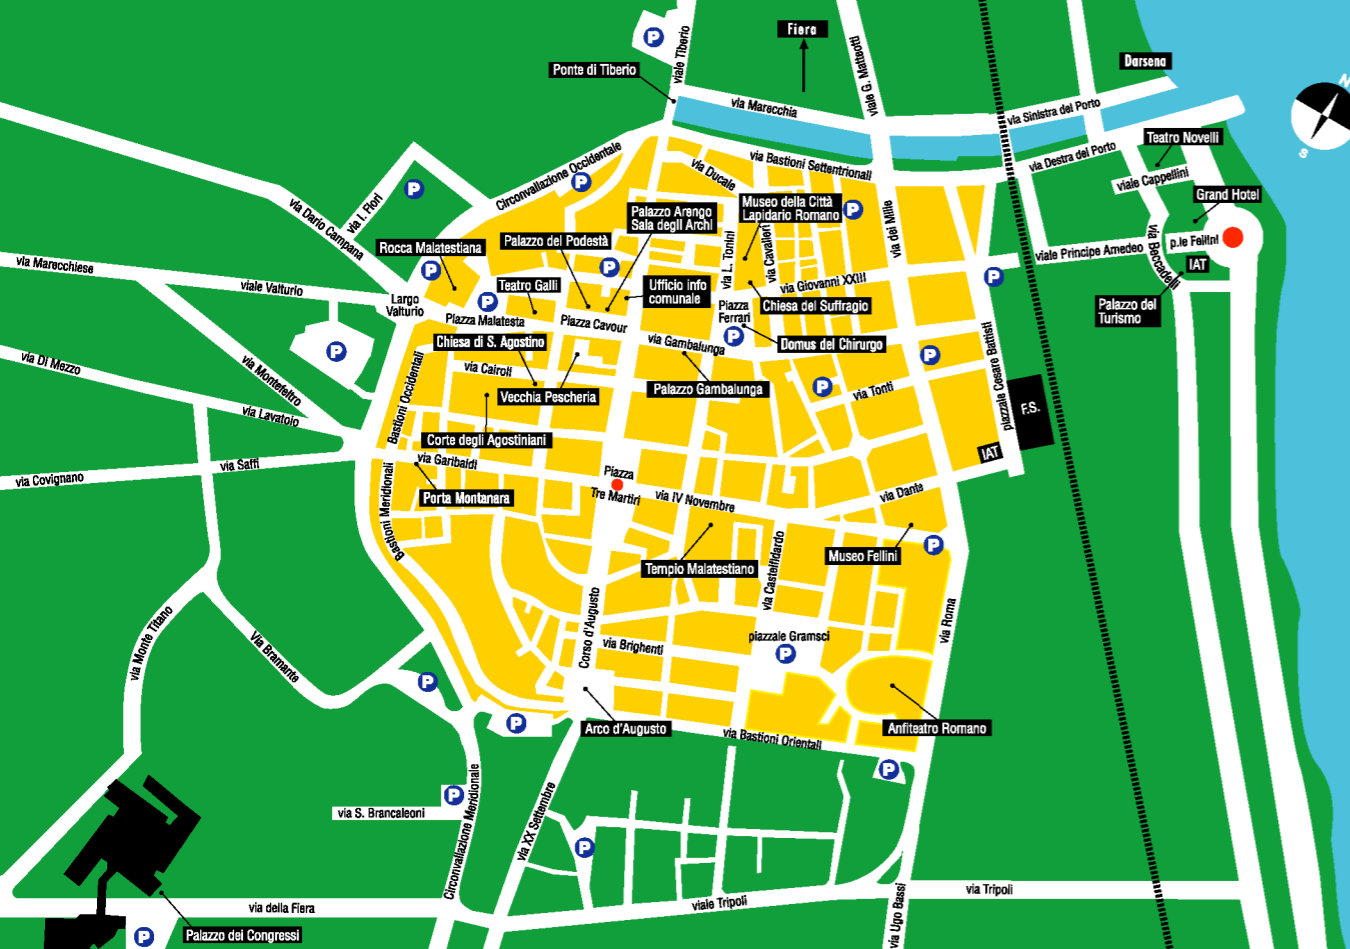 Fiera
P
viale Tiberio
viale G. Matteotti
Darsena
Ponte di Tiberio
N
S
via Marecchia
via Sinistra del Porto
Teatro Novelli
via Destra del Porto
Circonvallazione Occidentale
via Bastioni Settentrionali
via Ducale
viale Cappellini
P
P
P
Grand Hotel
via I. Fiori
via Dario Campana
Museo della Città
Lapidario Romano
Palazzo Arengo
Sala degli Archi
via dei Mille
via Beccadelli
p.le Fellini
Rocca Malatestiana
Palazzo del Podestà
via L. Tonini
via Cavalieri
viale Principe Amedeo
IAT
via Marecchiese
P
P
P
viale Valturio
Teatro Galli
Ufficio info
comunale
via Giovanni XXIII
P
Largo
Valturio
P
Piazza
Ferrari
Chiesa del Suffragio
Palazzo del
Turismo
Piazza Malatesta
Piazza Cavour
P
Domus del Chirurgo
Chiesa di S. Agostino
via Gambalunga
P
P
via Di Mezzo
via Montefeltro
via Cairoli
Vecchia Pescheria
Palazzo Gambalunga
P
via Tonti
piazzale Cesare Battisti
F.S.
Bastioni Occidentali
via Lavatoio
Corte degli Agostiniani
IAT
via Saffi
via Covignano
via Garibaldi
Piazza
Tre Martiri
Porta Montanara
via IV Novembre
via Dante
Bastioni Meridionali
Museo Fellini
P
Tempio Malatestiano
via Castelfidardo
via Monte Titano
Via Bramante
Corso d'Augusto
via Brighenti
piazzale Gramsci
P
via Roma
P
P
Arco d'Augusto
via Bastioni Orientali
Anfiteatro Romano
P
P
via S. Brancaleoni
Circonvallazione Meridionale
via XX Settembre
P
viale Tripoli
via Tripoli
via Ugo Bassi
via della Fiera
Palazzo dei Congressi
P